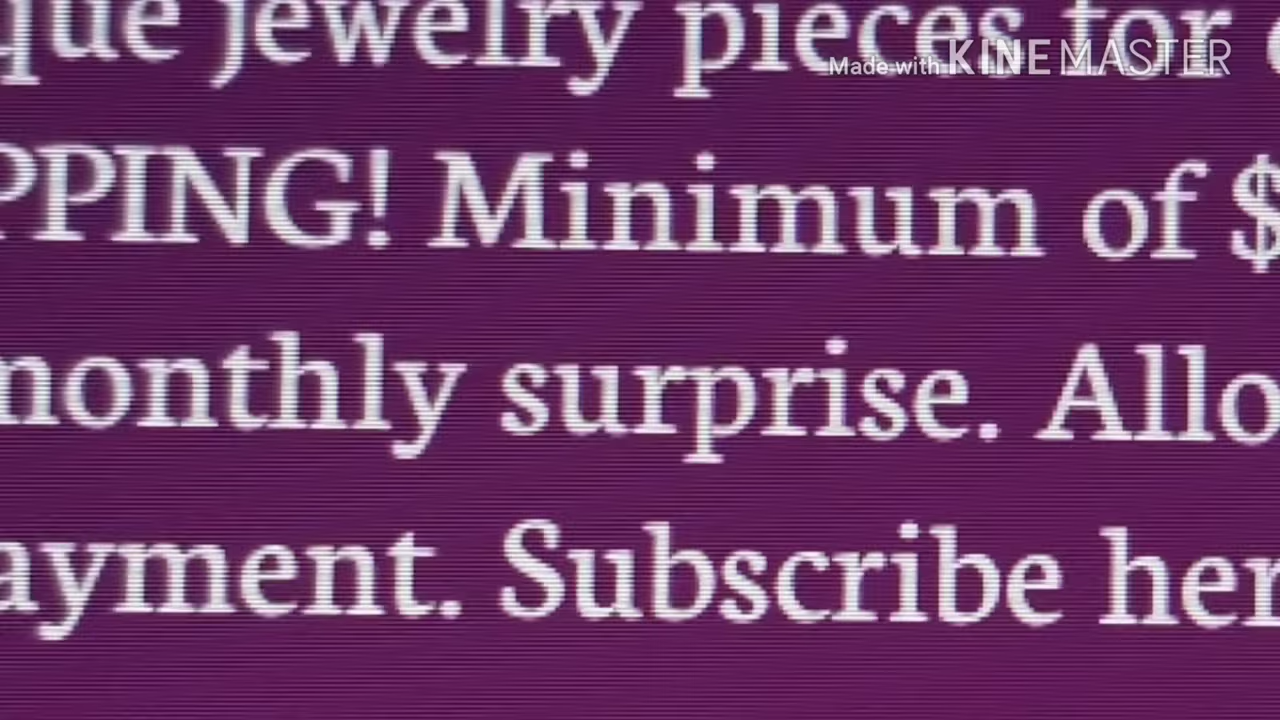 que jewelry pieces for
Made with KINEMASTER
PPING! Minimum of $
monthly surprise. Allo
ayment. Subscribe her